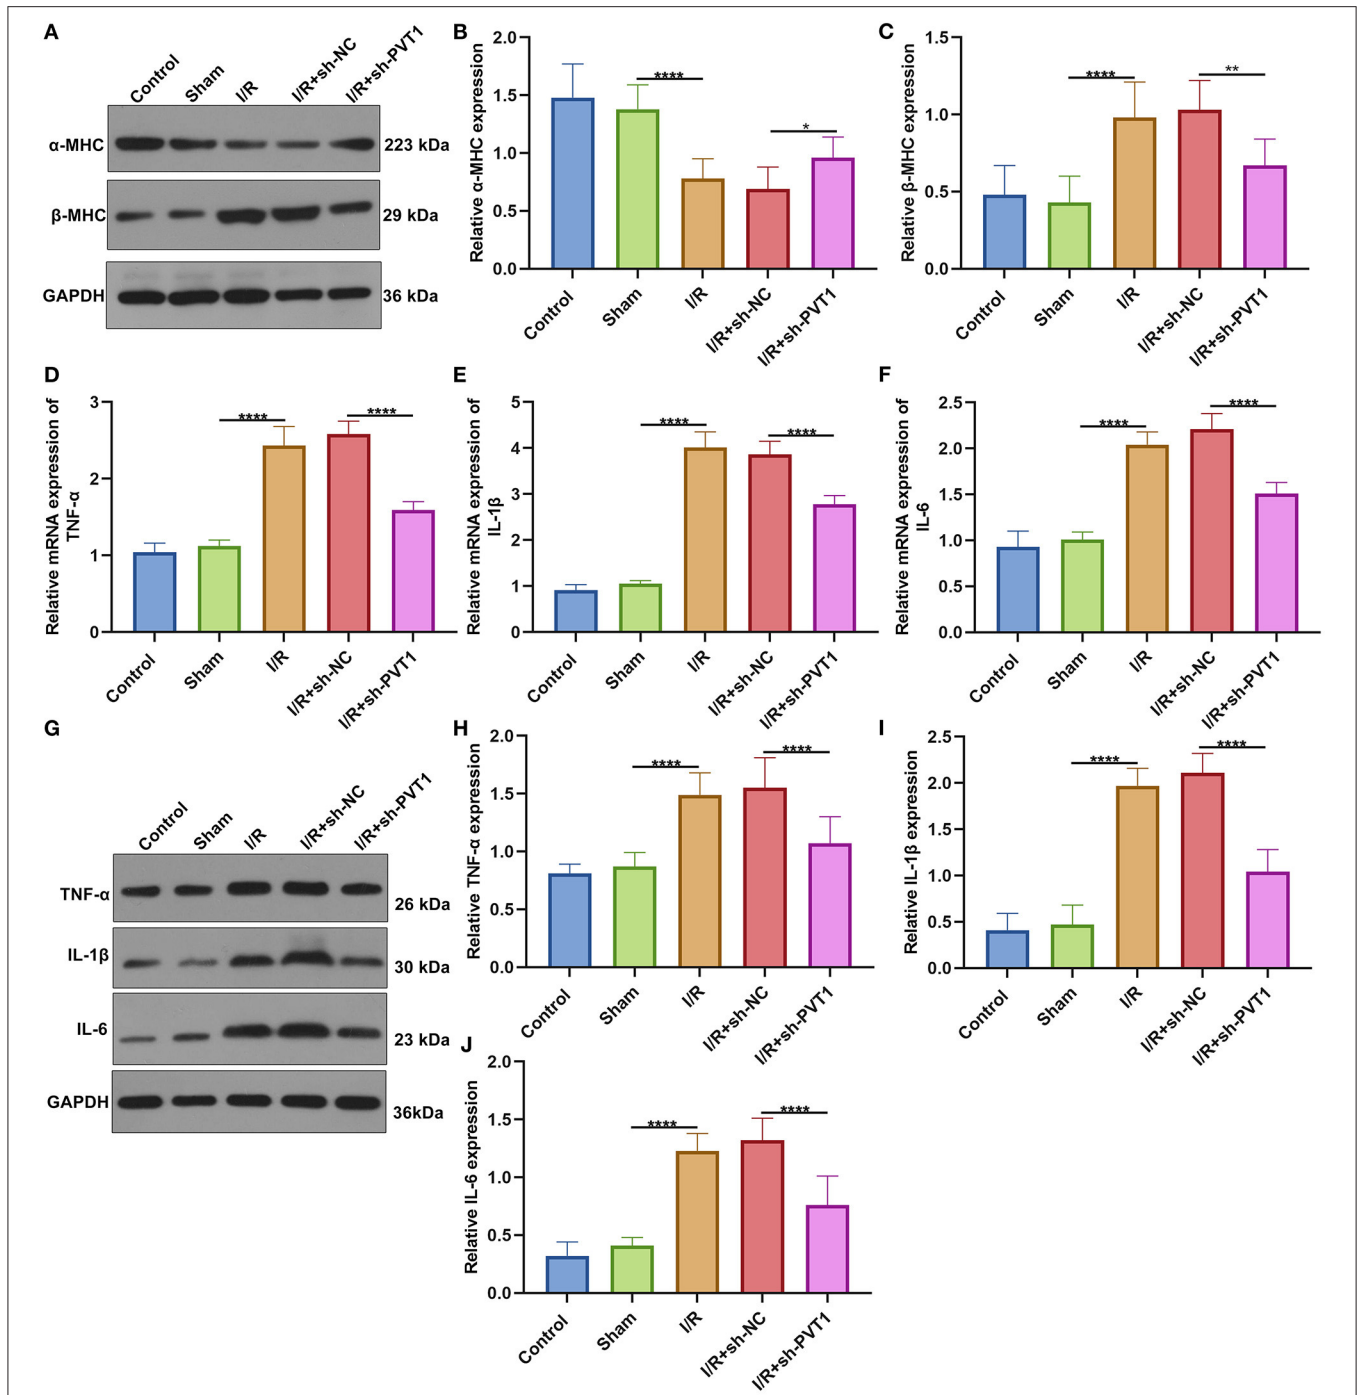 A
Control
Sham
I/R
I/R+sh-NC
I/R+sh-PVT1
α-MHC
223 kDa
β-MHC
29 kDa
GAPDH
36 kDa
B
Relative α-MHC expression
2.0
1.5
1.0
0.5
0.0
****
*
Control
Sham
I/R
I/R+sh-NC
I/R+sh-PVT1
C
Relative β-MHC expression
1.5
1.0
0.5
0.0
****
**
Control
Sham
I/R
I/R+sh-NC
I/R+sh-PVT1
D
Relative mRNA expression of
TNF-α
3
2
1
0
****
****
Control
Sham
I/R
I/R+sh-NC
I/R+sh-PVT1
E
Relative mRNA expression of
IL-1β
5
4
3
2
1
0
****
****
Control
Sham
I/R
I/R+sh-NC
I/R+sh-PVT1
F
Relative mRNA expression of
IL-6
2.5
2.0
1.5
1.0
0.5
0.0
****
****
Control
Sham
I/R
I/R+sh-NC
I/R+sh-PVT1
G
Control
Sham
I/R
I/R+sh-NC
I/R+sh-PVT1
TNF-α
26 kDa
IL-1β
30 kDa
IL-6
23 kDa
GAPDH
36kDa
H
Relative TNF-α expression
2.0
1.5
1.0
0.5
0.0
****
****
Control
Sham
I/R
I/R+sh-NC
I/R+sh-PVT1
I
Relative IL-1β expression
2.5
2.0
1.5
1.0
0.5
0.0
****
****
Control
Sham
I/R
I/R+sh-NC
I/R+sh-PVT1
J
Relative IL-6 expression
2.0
1.5
1.0
0.5
0.0
****
****
Control
Sham
I/R
I/R+sh-NC
I/R+sh-PVT1